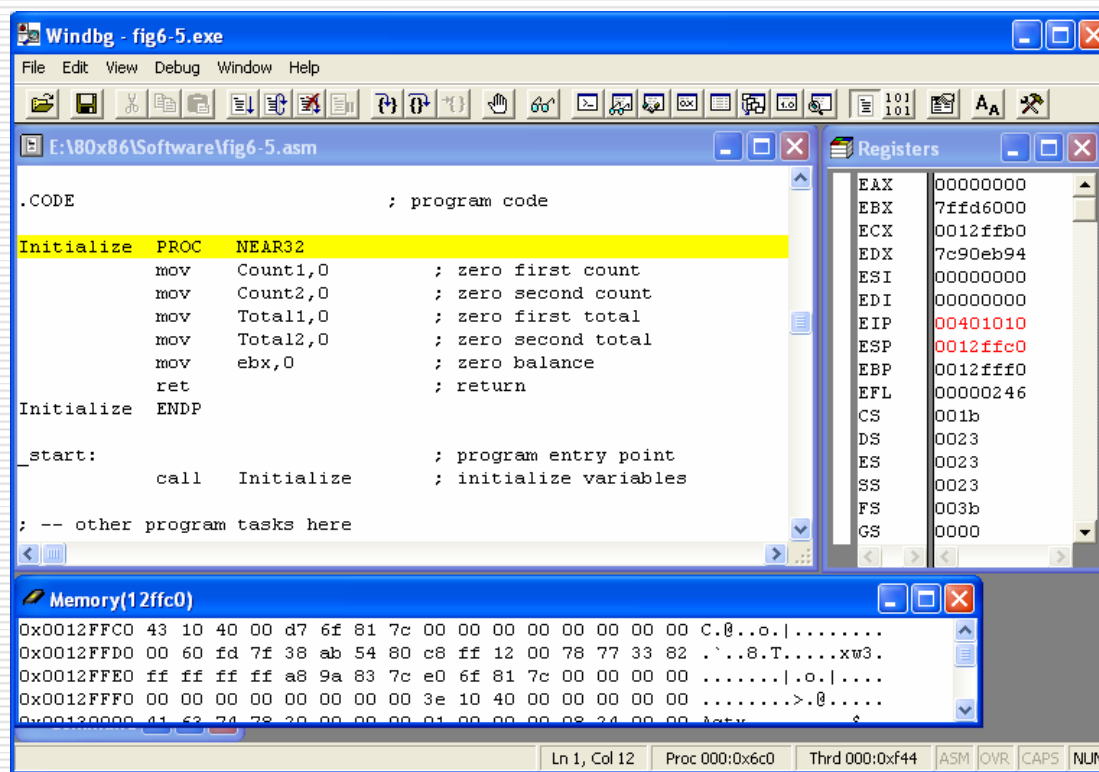 Windbg - fig6-5.exe
File Edit View Debug Window Help
E:\80x86\Software\fig6-5.asm
.CODE ; program code
Initialize PROC NEAR32
mov Count1,0 ; zero first count
mov Count2,0 ; zero second count
mov Total1,0 ; zero first total
mov Total2,0 ; zero second total
mov ebx,0 ; zero balance
ret ; return
Initialize ENDP
_start: ; program entry point
call Initialize ; initialize variables
; -- other program tasks here
Registers
EAX 00000000
EBX 7ffd6000
ECX 0012ffb0
EDX 7c90eb94
ESI 00000000
EDI 00000000
EIP 00401010
ESP 0012ffc0
EBP 0012fff0
EFL 00000246
CS 001b
DS 0023
ES 0023
SS 0023
FS 003b
GS 0000
Memory(12ffc0)
0x0012FFC0 43 10 40 00 d7 6f 81 7c 00 00 00 00 00 00 00 00 C.@..o.|........
0x0012FFD0 00 60 fd 7f 38 ab 54 80 c8 ff 12 00 78 77 33 82 .`..8.T.....xw3.
0x0012FFE0 ff ff ff ff a8 9a 83 7c e0 6f 81 7c 00 00 00 00 .......|.o.|....
0x0012FFF0 00 00 00 00 00 00 00 00 3e 10 40 00 00 00 00 00 ........>.@.....
Ln 1, Col 12 Proc 000:0x6c0 Thrd 000:0xf44 ASM OVR CAPS NUM